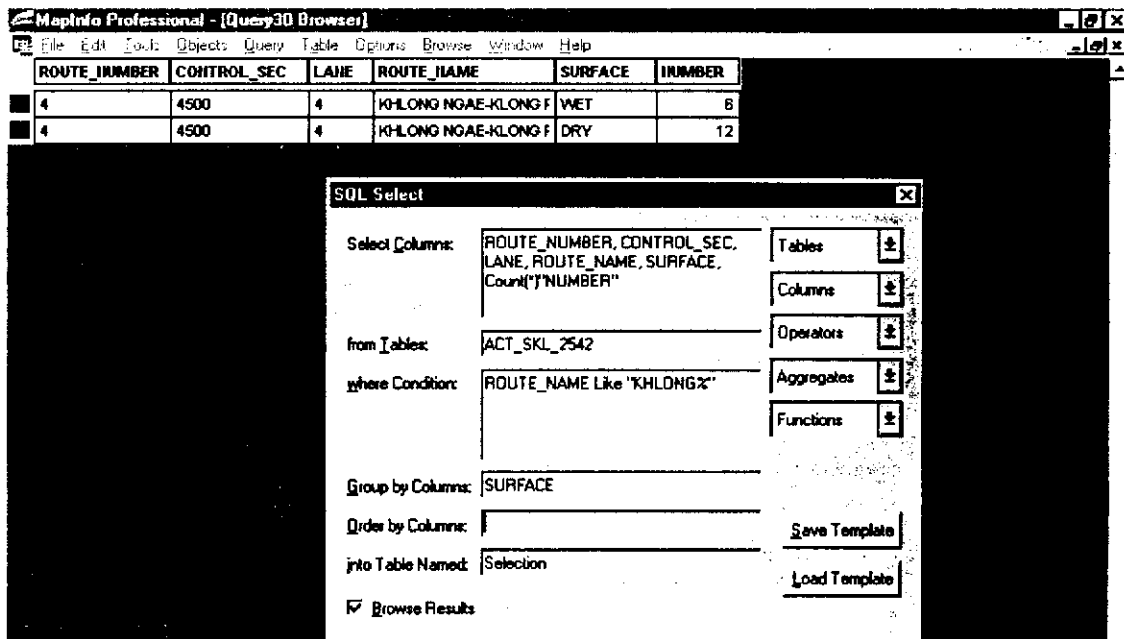 MapInfo Professional - [Query30 Browser]
File Edit Tools Objects Query Table Options Browse Window Help
ROUTE_NUMBER CONTROL_SEC LANE ROUTE_NAME SURFACE NUMBER
4 4500 4 KHLONG NGAE-KLONG F WET 6
4 4500 4 KHLONG NGAE-KLONG F DRY 12
SQL Select
Select Columns:
ROUTE_NUMBER, CONTROL_SEC,
LANE, ROUTE_NAME, SURFACE,
Count(*)"NUMBER"
Tables
Columns
Operators
Aggregates
Functions
from Tables: ACT_SKL_2542
where Condition: ROUTE_NAME Like "KHLONG%"
Group by Columns: SURFACE
Order by Columns:
into Table Named: Selection
Save Template
Load Template
Browse Results